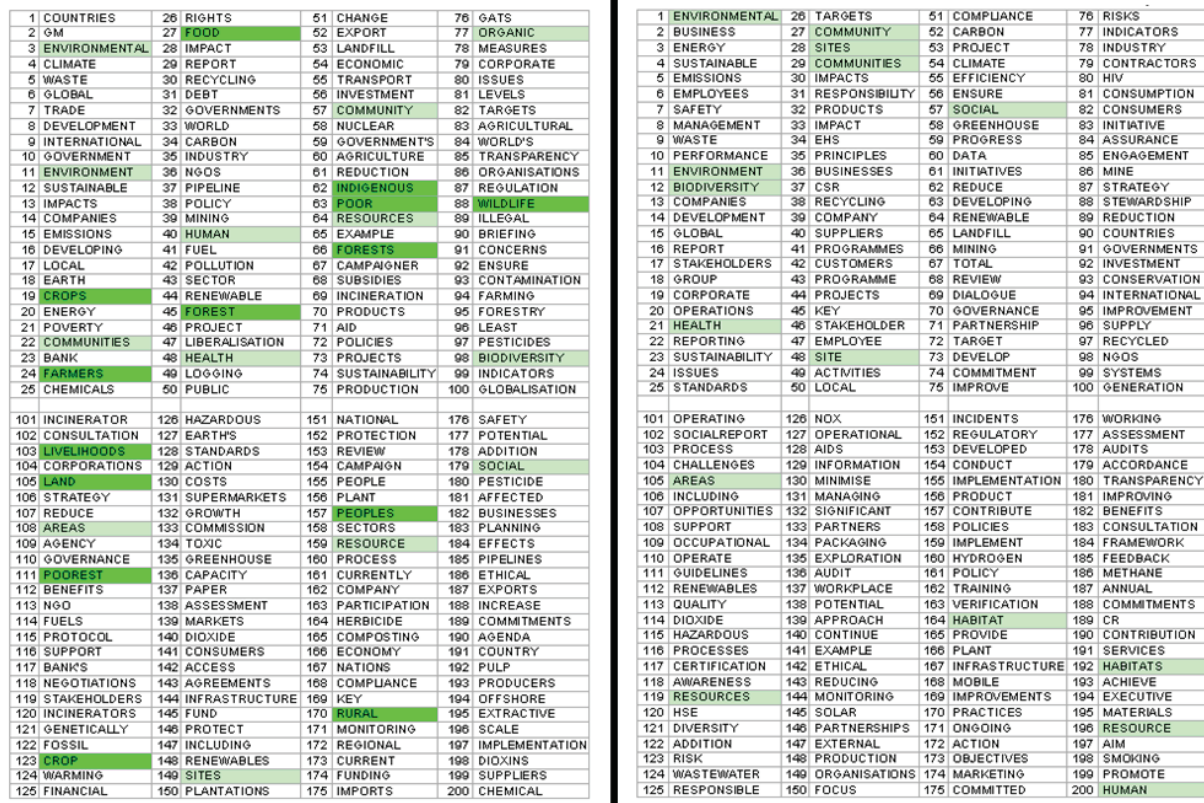 1 COUNTRIES 26 RIGHTS 51 CHANGE 76 GATS
2 GM 27 FOOD 52 EXPORT 77 ORGANIC
3 ENVIRONMENTAL 28 IMPACT 53 LANDFILL 78 MEASURES
4 CLIMATE 29 REPORT 54 ECONOMIC 79 CORPORATE
5 WASTE 30 RECYCLING 55 TRANSPORT 80 ISSUES
6 GLOBAL 31 DEBT 56 INVESTMENT 81 LEVELS
7 TRADE 32 GOVERNMENTS 57 COMMUNITY 82 TARGETS
8 DEVELOPMENT 33 WORLD 58 NUCLEAR 83 AGRICULTURAL
9 INTERNATIONAL 34 CARBON 59 GOVERNMENT'S 84 WORLD'S
10 GOVERNMENT 35 INDUSTRY 60 AGRICULTURE 85 TRANSPARENCY
11 ENVIRONMENT 36 NGOS 61 REDUCTION 86 ORGANISATIONS
12 SUSTAINABLE 37 PIPELINE 62 INDIGENOUS 87 REGULATION
13 IMPACTS 38 POLICY 63 POOR 88 WILDLIFE
14 COMPANIES 39 MINING 64 RESOURCES 89 ILLEGAL
15 EMISSIONS 40 HUMAN 65 EXAMPLE 90 BRIEFING
16 DEVELOPING 41 FUEL 66 FORESTS 91 CONCERNS
17 LOCAL 42 POLLUTION 67 CAMPAIGNER 92 ENSURE
18 EARTH 43 SECTOR 68 SUBSIDIES 93 CONTAMINATION
19 CROPS 44 RENEWABLE 69 INCINERATION 94 FARMING
20 ENERGY 45 FOREST 70 PRODUCTS 95 FORESTRY
21 POVERTY 46 PROJECT 71 AID 96 LEAST
22 COMMUNITIES 47 LIBERALISATION 72 POLICIES 97 PESTICIDES
23 BANK 48 HEALTH 73 PROJECTS 98 BIODIVERSITY
24 FARMERS 49 LOGGING 74 SUSTAINABILITY 99 INDICATORS
25 CHEMICALS 50 PUBLIC 75 PRODUCTION 100 GLOBALISATION
101 INCINERATOR 126 HAZARDOUS 151 NATIONAL 176 SAFETY
102 CONSULTATION 127 EARTH'S 152 PROTECTION 177 POTENTIAL
103 LIVELIHOODS 128 STANDARDS 153 REVIEW 178 ADDITION
104 CORPORATIONS 129 ACTION 154 CAMPAIGN 179 SOCIAL
105 LAND 130 COSTS 155 PEOPLE 180 PESTICIDE
106 STRATEGY 131 SUPERMARKETS 156 PLANT 181 AFFECTED
107 REDUCE 132 GROWTH 157 PEOPLES 182 BUSINESSES
108 AREAS 133 COMMISSION 158 SECTORS 183 PLANNING
109 AGENCY 134 TOXIC 159 RESOURCE 184 EFFECTS
110 GOVERNANCE 135 GREENHOUSE 160 PROCESS 185 PIPELINES
111 POOREST 136 CAPACITY 161 CURRENTLY 186 ETHICAL
112 BENEFITS 137 PAPER 162 COMPANY 187 EXPORTS
113 NGO 138 ASSESSMENT 163 PARTICIPATION 188 INCREASE
114 FUELS 139 MARKETS 164 HERBICIDE 189 COMMITMENTS
115 PROTOCOL 140 DIOXIDE 165 COMPOSTING 190 AGENDA
116 SUPPORT 141 CONSUMERS 166 ECONOMY 191 COUNTRY
117 BANK'S 142 ACCESS 167 NATIONS 192 PULP
118 NEGOTIATIONS 143 AGREEMENTS 168 COMPLIANCE 193 PRODUCERS
119 STAKEHOLDERS 144 INFRASTRUCTURE 169 KEY 194 OFFSHORE
120 INCINERATORS 145 FUND 170 RURAL 195 EXTRACTIVE
121 GENETICALLY 146 PROTECT 171 MONITORING 196 SCALE
122 FOSSIL 147 INCLUDING 172 REGIONAL 197 IMPLEMENTATION
123 CROP 148 RENEWABLES 173 CURRENT 198 DIOXINS
124 WARMING 149 SITES 174 FUNDING 199 SUPPLIERS
125 FINANCIAL 150 PLANTATIONS 175 IMPORTS 200 CHEMICAL
1 ENVIRONMENTAL 26 TARGETS 51 COMPLIANCE 76 RISKS
2 BUSINESS 27 COMMUNITY 52 CARBON 77 INDICATORS
3 ENERGY 28 SITES 53 PROJECT 78 INDUSTRY
4 SUSTAINABLE 29 COMMUNITIES 54 CLIMATE 79 CONTRACTORS
5 EMISSIONS 30 IMPACTS 55 EFFICIENCY 80 HIV
6 EMPLOYEES 31 RESPONSIBILITY 56 ENSURE 81 CONSUMPTION
7 SAFETY 32 PRODUCTS 57 SOCIAL 82 CONSUMERS
8 MANAGEMENT 33 IMPACT 58 GREENHOUSE 83 INITIATIVE
9 WASTE 34 EHS 59 PROGRESS 84 ASSURANCE
10 PERFORMANCE 35 PRINCIPLES 60 DATA 85 ENGAGEMENT
11 ENVIRONMENT 36 BUSINESSES 61 INITIATIVES 86 MINE
12 BIODIVERSITY 37 CSR 62 REDUCE 87 STRATEGY
13 COMPANIES 38 RECYCLING 63 DEVELOPING 88 STEWARDSHIP
14 DEVELOPMENT 39 COMPANY 64 RENEWABLE 89 REDUCTION
15 GLOBAL 40 SUPPLIERS 65 LANDFILL 90 COUNTRIES
16 REPORT 41 PROGRAMMES 66 MINING 91 GOVERNMENTS
17 STAKEHOLDERS 42 CUSTOMERS 67 TOTAL 92 INVESTMENT
18 GROUP 43 PROGRAMME 68 REVIEW 93 CONSERVATION
19 CORPORATE 44 PROJECTS 69 DIALOGUE 94 INTERNATIONAL
20 OPERATIONS 45 KEY 70 GOVERNANCE 95 IMPROVEMENT
21 HEALTH 46 STAKEHOLDER 71 PARTNERSHIP 96 SUPPLY
22 REPORTING 47 EMPLOYEE 72 TARGET 97 RECYCLED
23 SUSTAINABILITY 48 SITE 73 DEVELOP 98 NGOS
24 ISSUES 49 ACTIVITIES 74 COMMITMENT 99 SYSTEMS
25 STANDARDS 50 LOCAL 75 IMPROVE 100 GENERATION
101 OPERATING 126 NOX 151 INCIDENTS 176 WORKING
102 SOCIALREPORT 127 OPERATIONAL 152 REGULATORY 177 ASSESSMENT
103 PROCESS 128 AIDS 153 DEVELOPED 178 AUDITS
104 CHALLENGES 129 INFORMATION 154 CONDUCT 179 ACCORDANCE
105 AREAS 130 MINIMISE 155 IMPLEMENTATION 180 TRANSPARENCY
106 INCLUDING 131 MANAGING 156 PRODUCT 181 IMPROVING
107 OPPORTUNITIES 132 SIGNIFICANT 157 CONTRIBUTE 182 BENEFITS
108 SUPPORT 133 PARTNERS 158 POLICIES 183 CONSULTATION
109 OCCUPATIONAL 134 PACKAGING 159 IMPLEMENT 184 FRAMEWORK
110 OPERATE 135 EXPLORATION 160 HYDROGEN 185 FEEDBACK
111 GUIDELINES 136 AUDIT 161 POLICY 186 METHANE
112 RENEWABLES 137 WORKPLACE 162 TRAINING 187 ANNUAL
113 QUALITY 138 POTENTIAL 163 VERIFICATION 188 COMMITMENTS
114 DIOXIDE 139 APPROACH 164 HABITAT 189 CR
115 HAZARDOUS 140 CONTINUE 165 PROVIDE 190 CONTRIBUTION
116 PROCESSES 141 EXAMPLE 166 PLANT 191 SERVICES
117 CERTIFICATION 142 ETHICAL 167 INFRASTRUCTURE 192 HABITATS
118 AWARENESS 143 REDUCING 168 MOBILE 193 ACHIEVE
119 RESOURCES 144 MONITORING 169 IMPROVEMENTS 194 EXECUTIVE
120 HSE 145 SOLAR 170 PRACTICES 195 MATERIALS
121 DIVERSITY 146 PARTNERSHIPS 171 ONGOING 196 RESOURCE
122 ADDITION 147 EXTERNAL 172 ACTION 197 AIM
123 RISK 148 PRODUCTION 173 OBJECTIVES 198 SMOKING
124 WASTEWATER 149 ORGANISATIONS 174 MARKETING 199 PROMOTE
125 RESPONSIBLE 150 FOCUS 175 COMMITTED 200 HUMAN